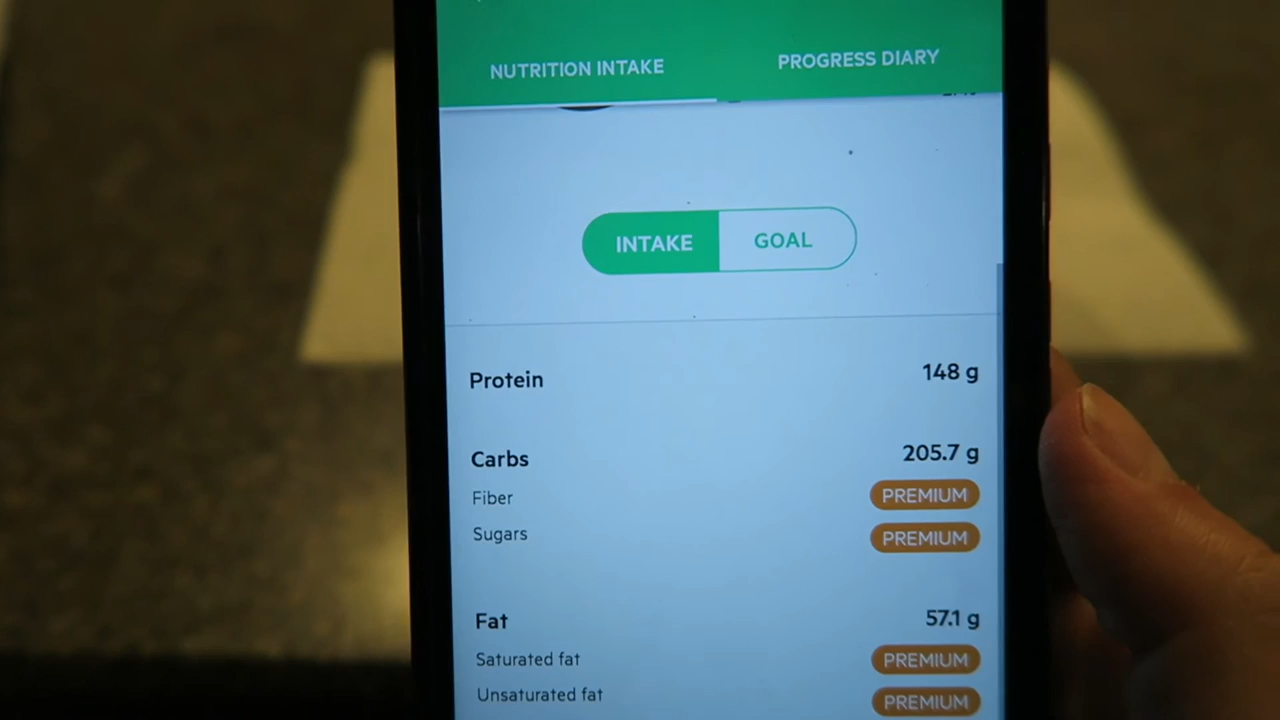 NUTRITION INTAKE PROGRESS DIARY
INTAKE GOAL
Protein 148 g
Carbs 205.7 g
Fiber PREMIUM
Sugars PREMIUM
Fat 57.1 g
Saturated fat PREMIUM
Unsaturated fat PREMIUM